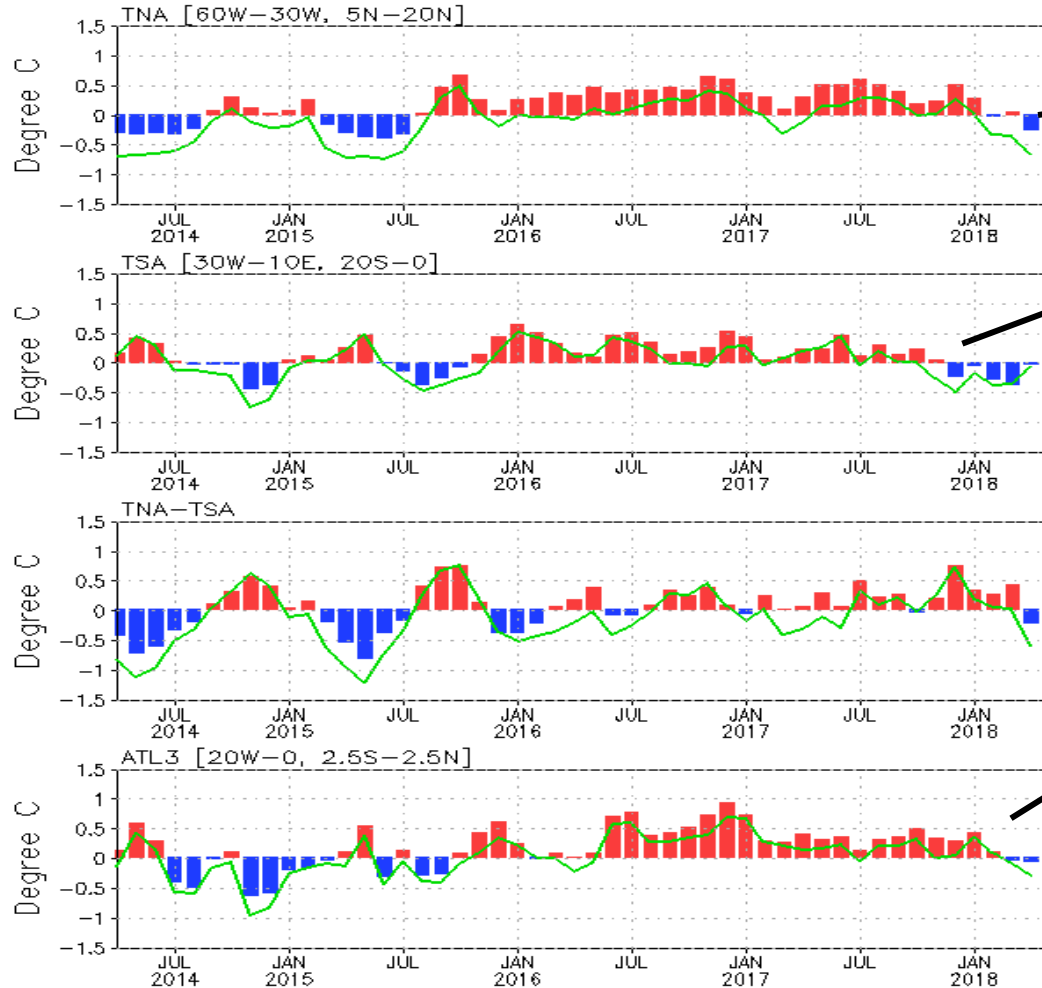 TNA [60W-30W, 5N-20N]
Degree C
1.5
1
0.5
0
-0.5
-1
-1.5
JUL JAN JUL JAN JUL JAN JUL JAN
2014 2015 2016 2017 2018
TSA [30W-10E, 20S-0]
Degree C
1.5
1
0.5
0
-0.5
-1
-1.5
JUL JAN JUL JAN JUL JAN JUL JAN
2014 2015 2016 2017 2018
TNA-TSA
Degree C
1.5
1
0.5
0
-0.5
-1
-1.5
JUL JAN JUL JAN JUL JAN JUL JAN
2014 2015 2016 2017 2018
ATL3 [20W-0, 2.5S-2.5N]
Degree C
1.5
1
0.5
0
-0.5
-1
-1.5
JUL JAN JUL JAN JUL JAN JUL JAN
2014 2015 2016 2017 2018